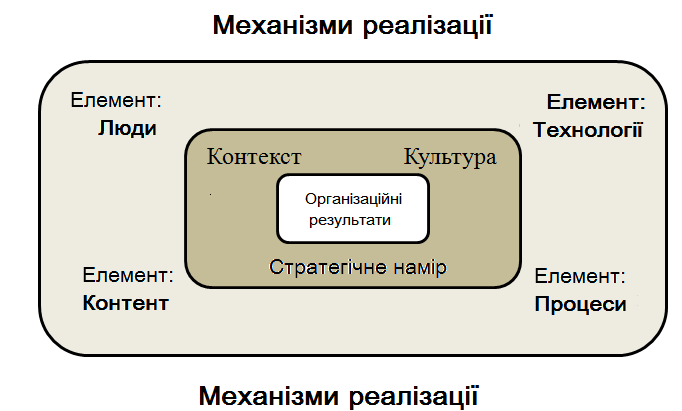 Механізми реалізації
Елемент:
Люди
Елемент:
Технології
Контекст
Культура
Організаційні
результати
Стратегічне намір
Елемент:
Контент
Елемент:
Процеси
Механізми реалізації